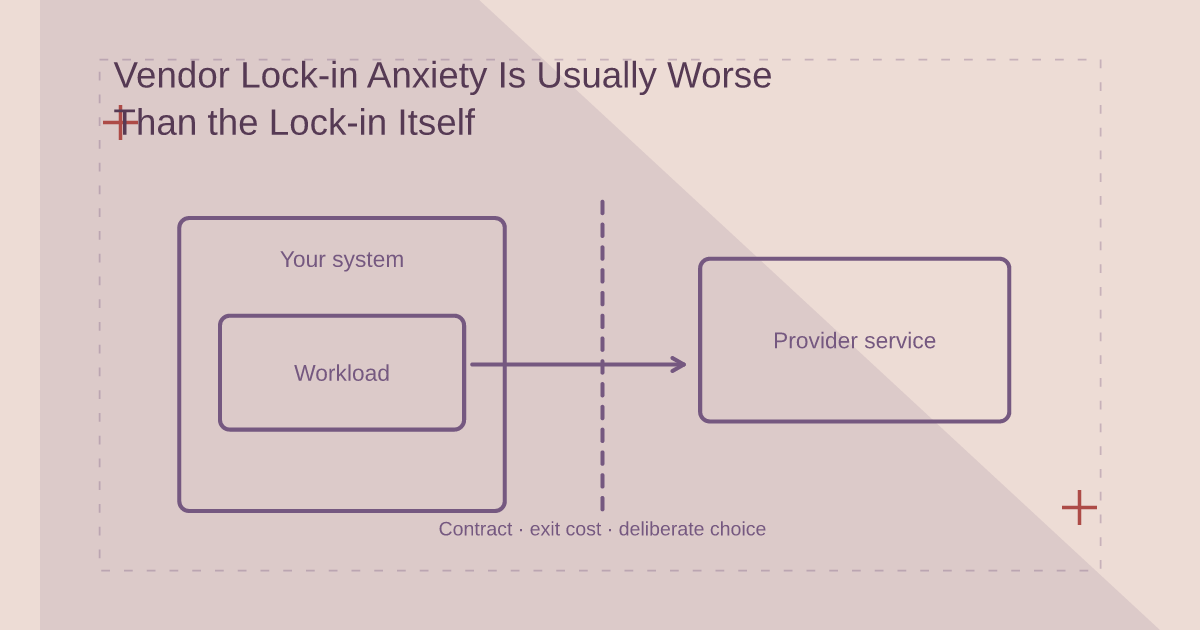 Vendor Lock-in Anxiety Is Usually Worse
Than the Lock-in Itself
Your system
Workload
Provider service
Contract · exit cost · deliberate choice